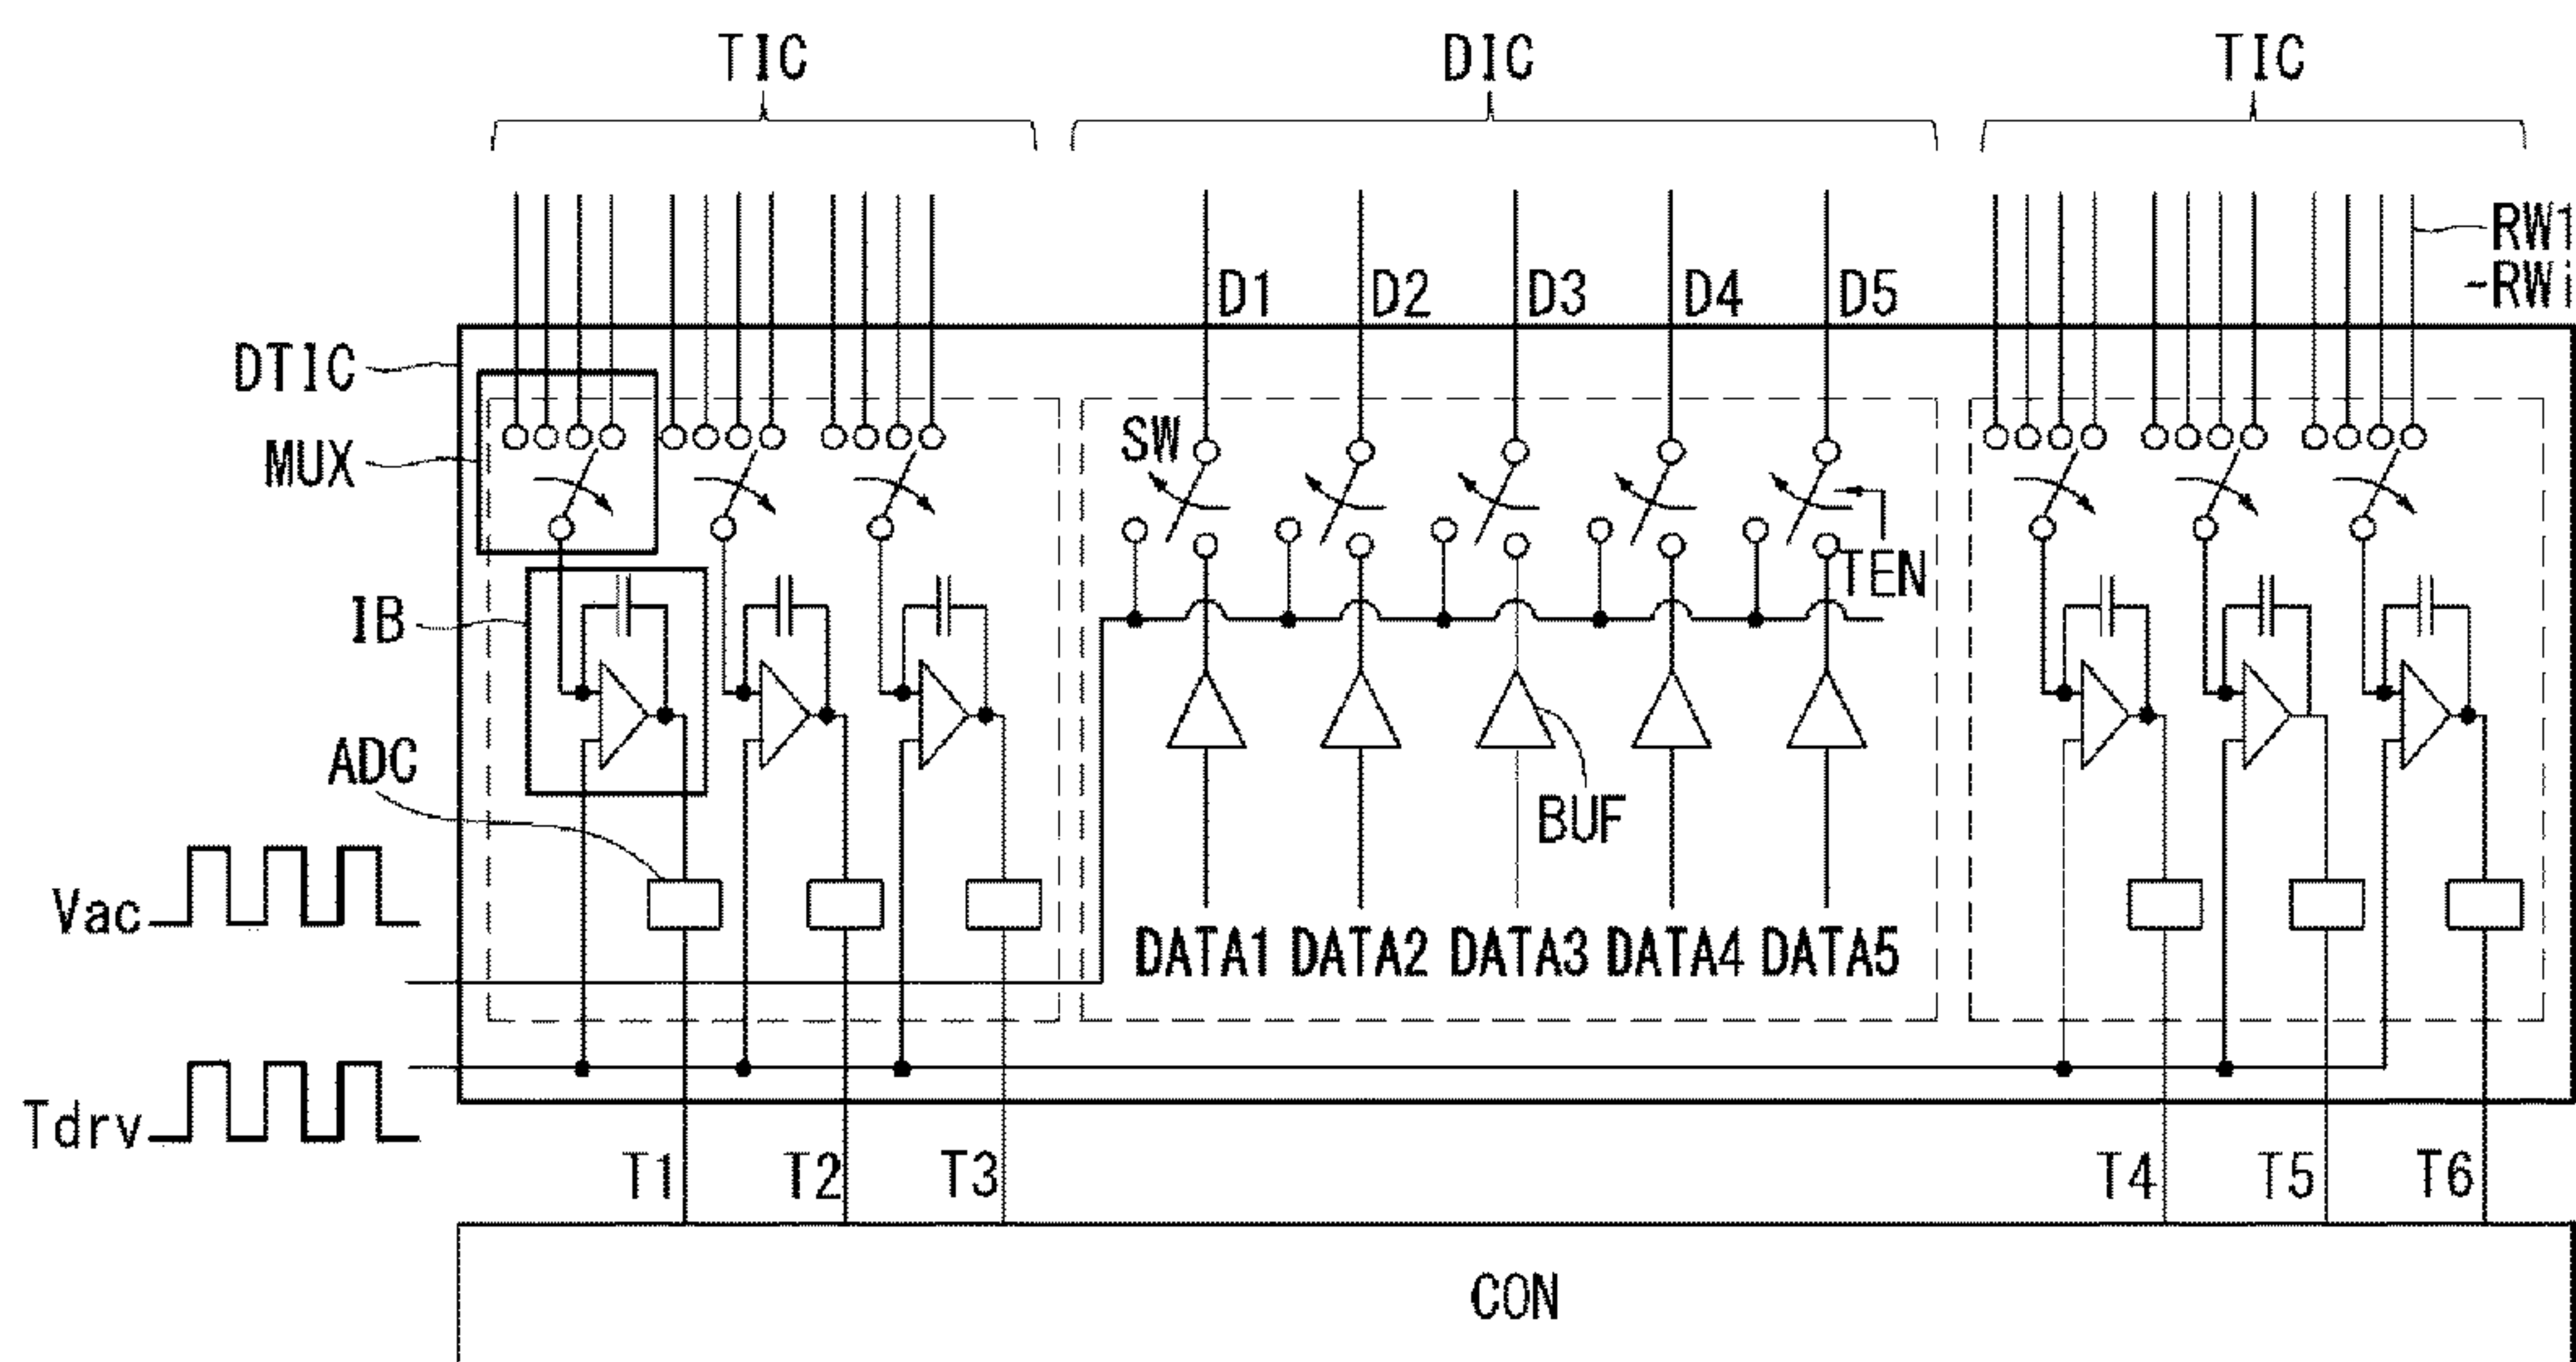 TIC
DIC
TIC
RW1
-RWi
D1
D2
D3
D4
D5
DTIC
MUX
SW
TEN
IB
ADC
BUF
Vac
DATA1
DATA2
DATA3
DATA4
DATA5
Tdrv
T1
T2
T3
T4
T5
T6
CON